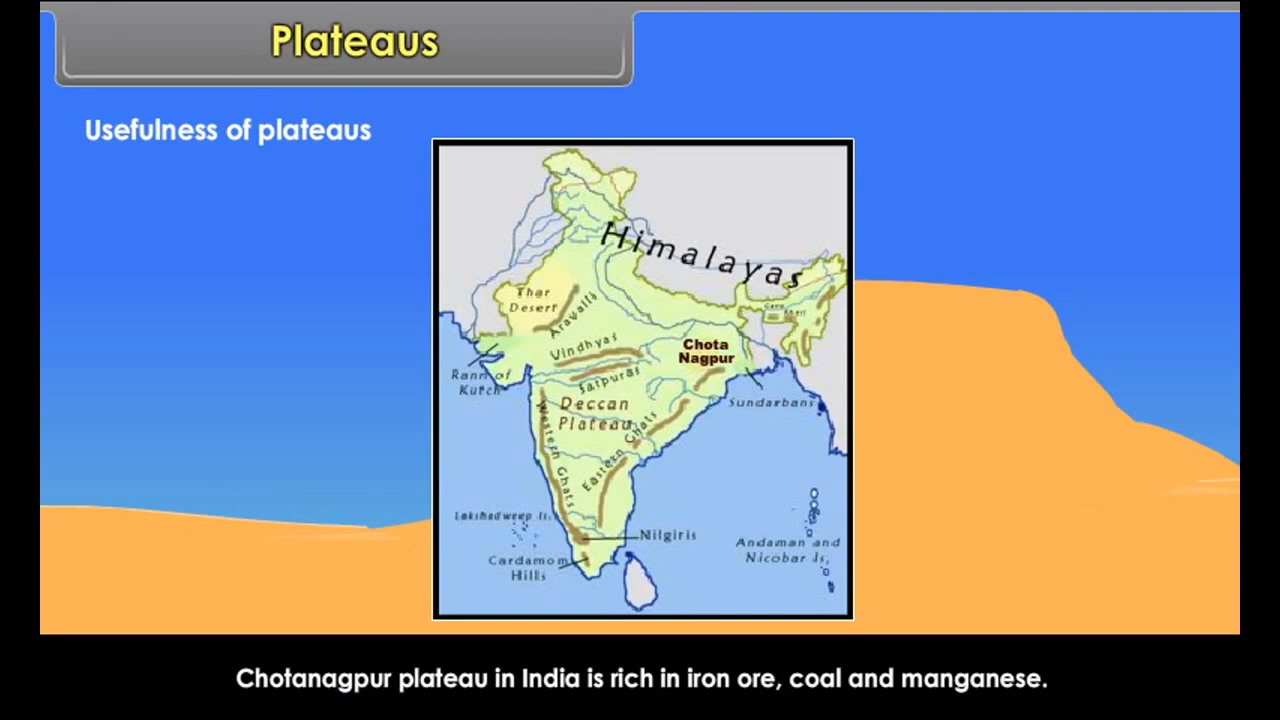 Plateaus
Usefulness of plateaus
Himalayas
Thar
Desert
Aravallis
Vindhyas
Satpuras
Chota
Nagpur
Rann of
Kutch
Sundarbans
Deccan
Plateau
Western Ghats
Eastern Ghats
Lakshadweep Is.
Nilgiris
Cardamom
Hills
Andaman and
Nicobar Is.
Chotanagpur plateau in India is rich in iron ore, coal and manganese.